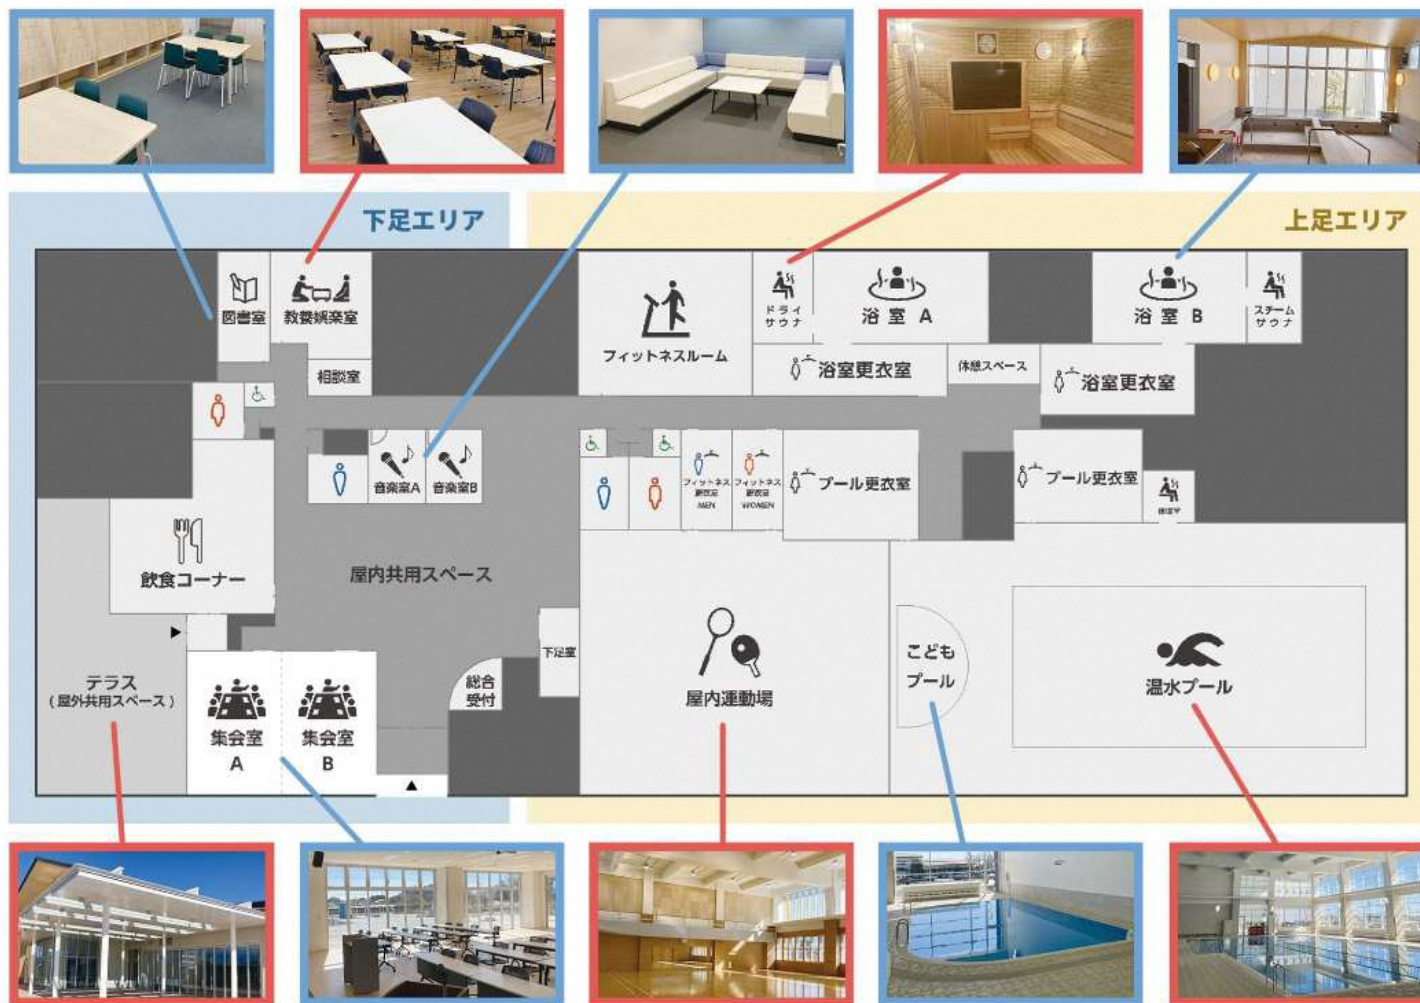 下足エリア
上足エリア
図書室
教養娯楽室
相談室
フィットネスルーム
ドライ
サウナ
浴室 A
浴室 B
スチーム
サウナ
浴室更衣室
休憩スペース
浴室更衣室
音楽室A
音楽室B
フィットネス
更衣室
MEN
フィットネス
更衣室
WOMEN
プール更衣室
プール更衣室
飲食コーナー
屋内共用スペース
下足室
総合
受付
テラス
(屋外共用スペース)
集会室
A
集会室
B
屋内運動場
こども
プール
温水プール